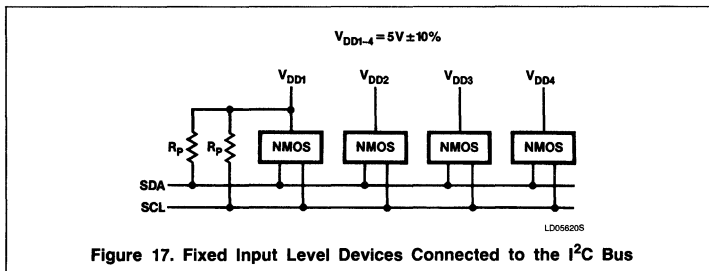 V_DD1–4 = 5V ± 10%
V_DD1 V_DD2 V_DD3 V_DD4
R_P R_P NMOS NMOS NMOS NMOS
SDA
SCL
LD05620S
Figure 17. Fixed Input Level Devices Connected to the I²C Bus